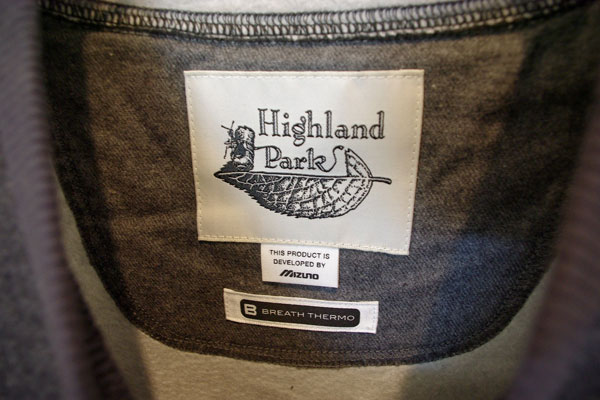 Highland
Park
THIS PRODUCT IS
DEVELOPED BY
MIZUNO
B BREATH THERMO